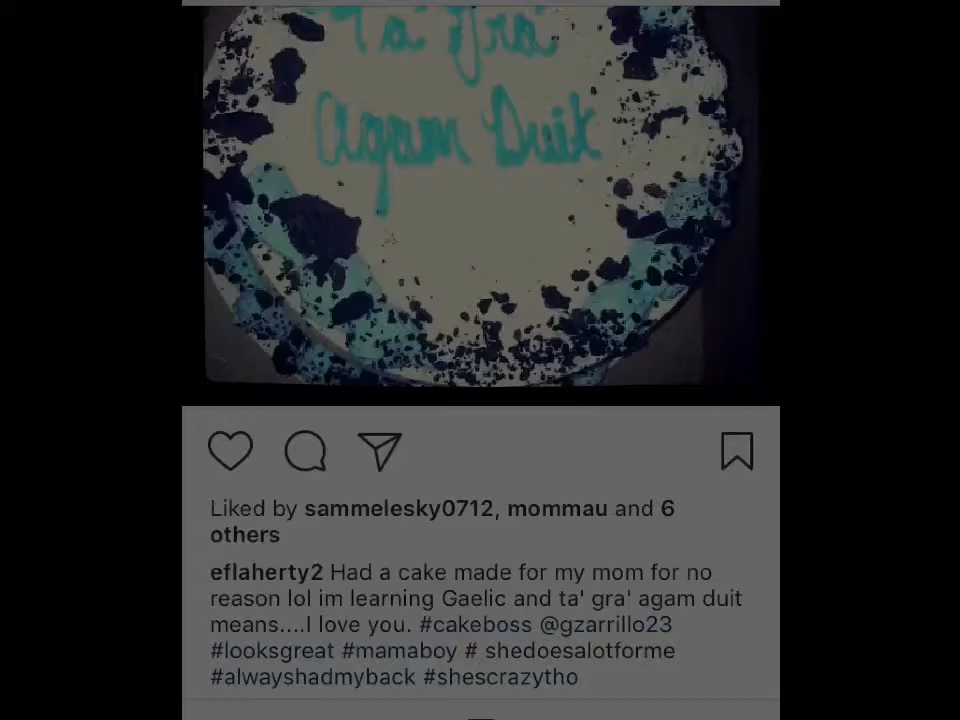 Ta' Gra'
Agam Duit
Liked by sammelesky0712, mommau and 6
others
eflaherty2 Had a cake made for my mom for no
reason lol im learning Gaelic and ta' gra' agam duit
means....I love you. #cakeboss @gzarrillo23
#looksgreat #mamaboy # shedoesalotforme
#alwayshadmyback #shescrazytho